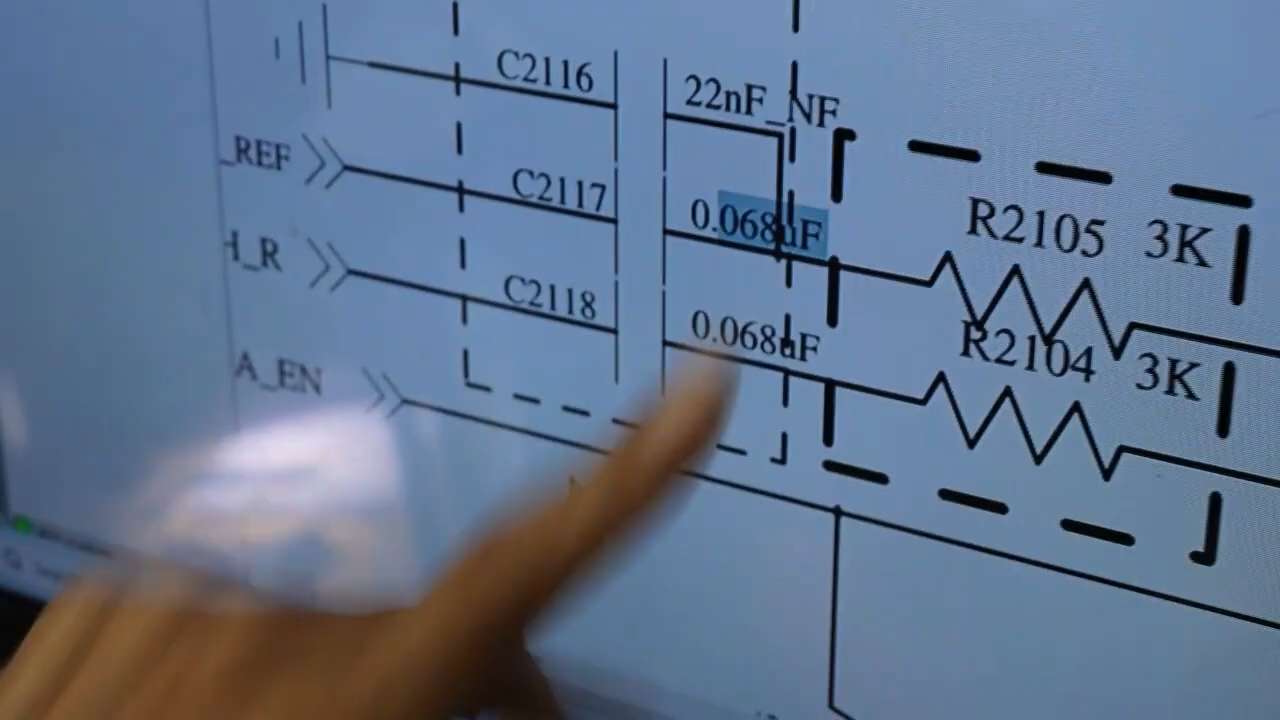 C2116 22nF_NF
_REF C2117 0.068uF R2105 3K
H_R C2118 0.068uF R2104 3K
A_EN